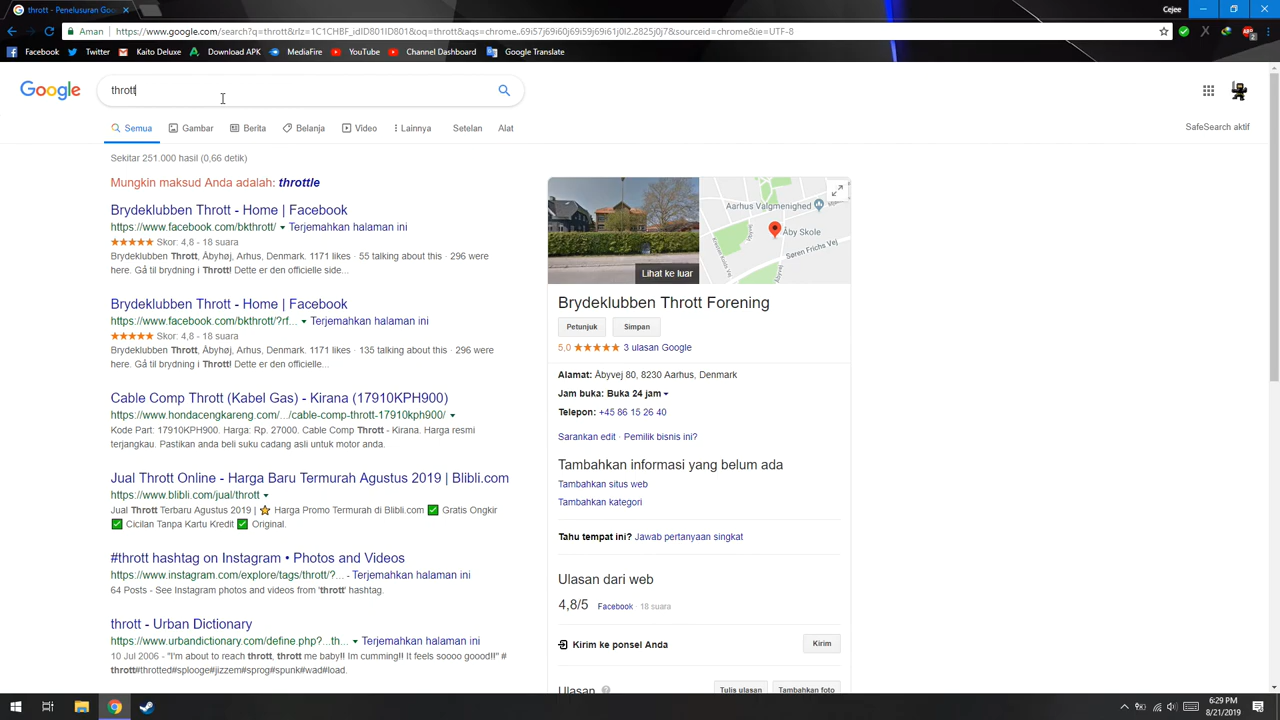 thrott - Penelusuran Goo
Cejee
Aman
https://www.google.com/search?q=thrott&rlz=1C1CHBF_idID801ID801&oq=thrott&aqs=chrome..69i57j69i60j69i59j69i61j0l2.2825j0j7&sourceid=chrome&ie=UTF-8
Facebook
Twitter
Kaito Deluxe
Download APK
MediaFire
YouTube
Channel Dashboard
Google Translate
Google
thrott
Semua
Gambar
Berita
Belanja
Video
Lainnya
Setelan
Alat
SafeSearch aktif
Sekitar 251.000 hasil (0,66 detik)
Mungkin maksud Anda adalah: throttle
Brydeklubben Thrott - Home | Facebook
https://www.facebook.com/bkthrott/ Terjemahkan halaman ini
Skor: 4,8 - 18 suara
Brydeklubben Thrott, Åbyhøj, Arhus, Denmark. 1171 likes · 55 talking about this · 296 were
here. Gå til brydning i Thrott! Dette er den officielle side...
Brydeklubben Thrott - Home | Facebook
https://www.facebook.com/bkthrott/?rf... Terjemahkan halaman ini
Skor: 4,8 - 18 suara
Brydeklubben Thrott, Åbyhøj, Arhus, Denmark. 1171 likes · 135 talking about this · 296 were
here. Gå til brydning i Thrott! Dette er den officielle...
Cable Comp Thrott (Kabel Gas) - Kirana (17910KPH900)
https://www.hondacengkareng.com/.../cable-comp-thrott-17910kph900/
Kode Part: 17910KPH900. Harga: Rp. 27000. Cable Comp Thrott - Kirana. Harga resmi
terjangkau. Pastikan anda beli suku cadang asli untuk motor anda.
Jual Thrott Online - Harga Baru Termurah Agustus 2019 | Blibli.com
https://www.blibli.com/jual/thrott
Jual Thrott Terbaru Agustus 2019 | ⭐ Harga Promo Termurah di Blibli.com ✅ Gratis Ongkir
✅ Cicilan Tanpa Kartu Kredit ✅ Original.
#thrott hashtag on Instagram • Photos and Videos
https://www.instagram.com/explore/tags/thrott/?... - Terjemahkan halaman ini
64 Posts - See Instagram photos and videos from 'thrott' hashtag.
thrott - Urban Dictionary
https://www.urbandictionary.com/define.php?...th... Terjemahkan halaman ini
10 Jul 2006 - "I'm about to reach thrott, thrott me baby!! Im cumming!! It feels soooo goood!!" #
thrott#throtted#splooge#jizzem#sprog#spunk#wad#load.
Aarhus Valgmenighed
Åby Skole
Søren Frichs Vej
Åbyvej
Lihat ke luar
Brydeklubben Thrott Forening
Petunjuk
Simpan
5,0 3 ulasan Google
Alamat: Åbyvej 80, 8230 Aarhus, Denmark
Jam buka: Buka 24 jam
Telepon: +45 86 15 26 40
Sarankan edit · Pemilik bisnis ini?
Tambahkan informasi yang belum ada
Tambahkan situs web
Tambahkan kategori
Tahu tempat ini? Jawab pertanyaan singkat
Ulasan dari web
4,8/5 Facebook · 18 suara
Kirim ke ponsel Anda
Kirim
Ulasan
Tulis ulasan
Tambahkan foto
6:29 PM
8/21/2019